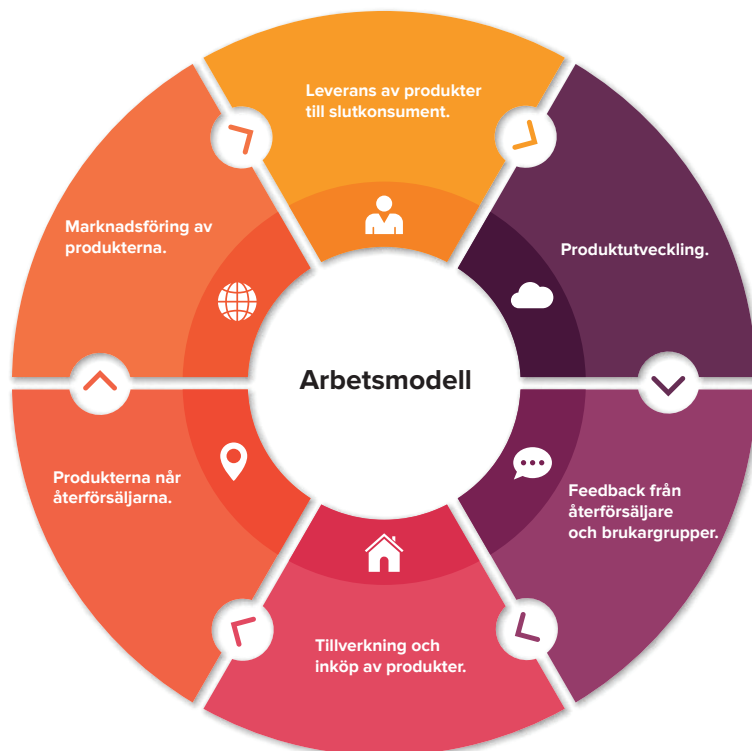 Leverans av produkter
till slutkonsument.
Produktutveckling.
Feedback från
återförsäljare
och brukargrupper.
Tillverkning och
inköp av produkter.
Produkterna når
återförsäljarna.
Marknadsföring av
produkterna.
Arbetsmodell